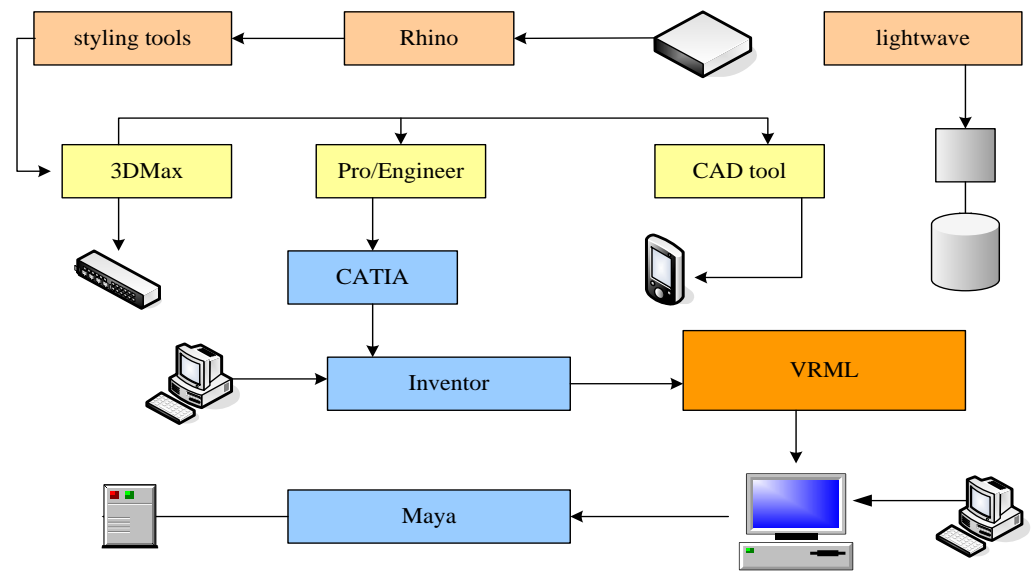 styling tools
Rhino
lightwave
3DMax
Pro/Engineer
CAD tool
CATIA
Inventor
VRML
Maya